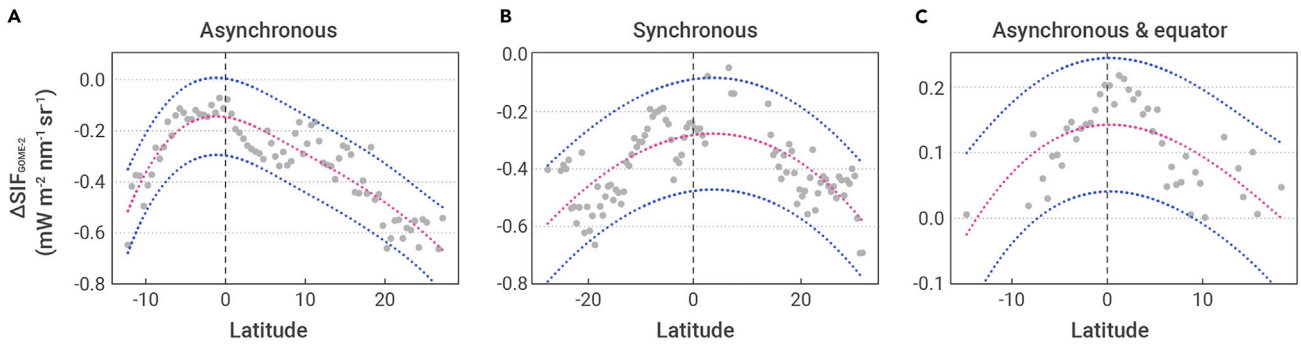 A
Asynchronous
ΔSIF GOME-2
(mW m⁻² nm⁻¹ sr⁻¹)
0.0
-0.2
-0.4
-0.6
-0.8
-10 0 10 20
Latitude
B
Synchronous
0.0
-0.2
-0.4
-0.6
-0.8
-20 0 20
Latitude
C
Asynchronous & equator
0.2
0.1
0.0
-0.1
-10 0 10
Latitude